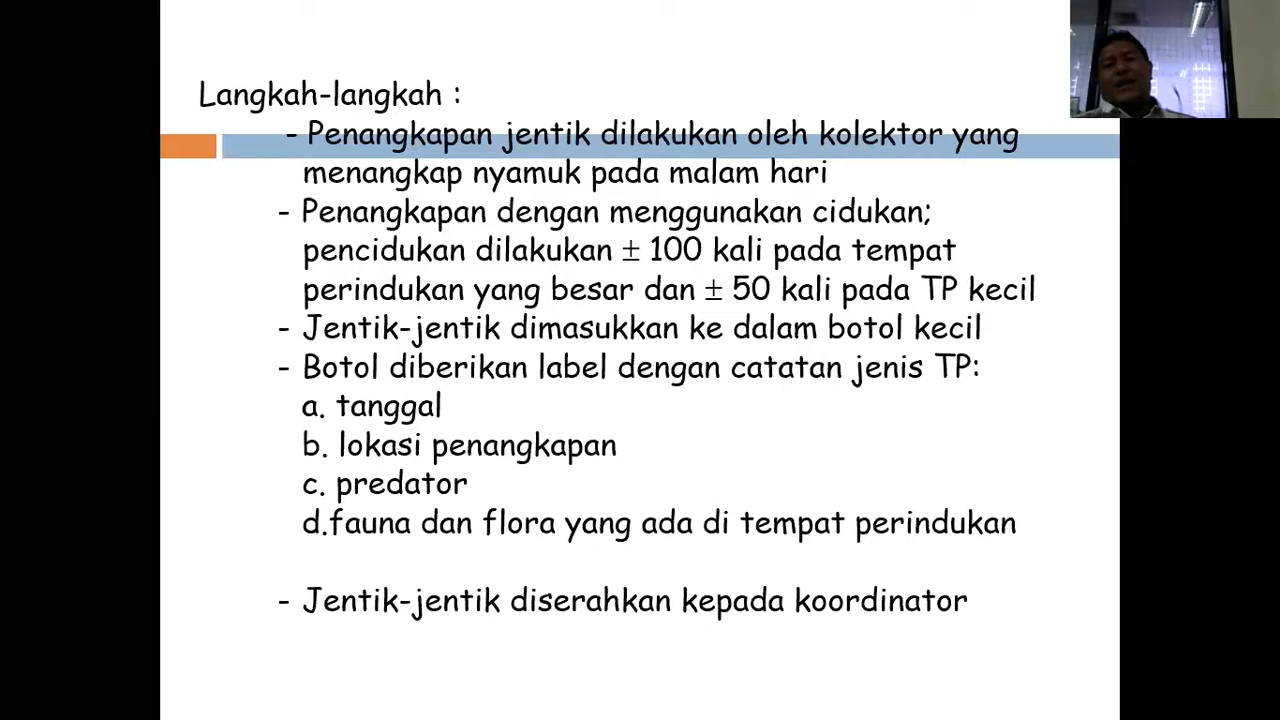 Langkah-langkah :
- Penangkapan jentik dilakukan oleh kolektor yang
menangkap nyamuk pada malam hari
- Penangkapan dengan menggunakan cidukan;
pencidukan dilakukan ± 100 kali pada tempat
perindukan yang besar dan ± 50 kali pada TP kecil
- Jentik-jentik dimasukkan ke dalam botol kecil
- Botol diberikan label dengan catatan jenis TP:
a. tanggal
b. lokasi penangkapan
c. predator
d.fauna dan flora yang ada di tempat perindukan
- Jentik-jentik diserahkan kepada koordinator